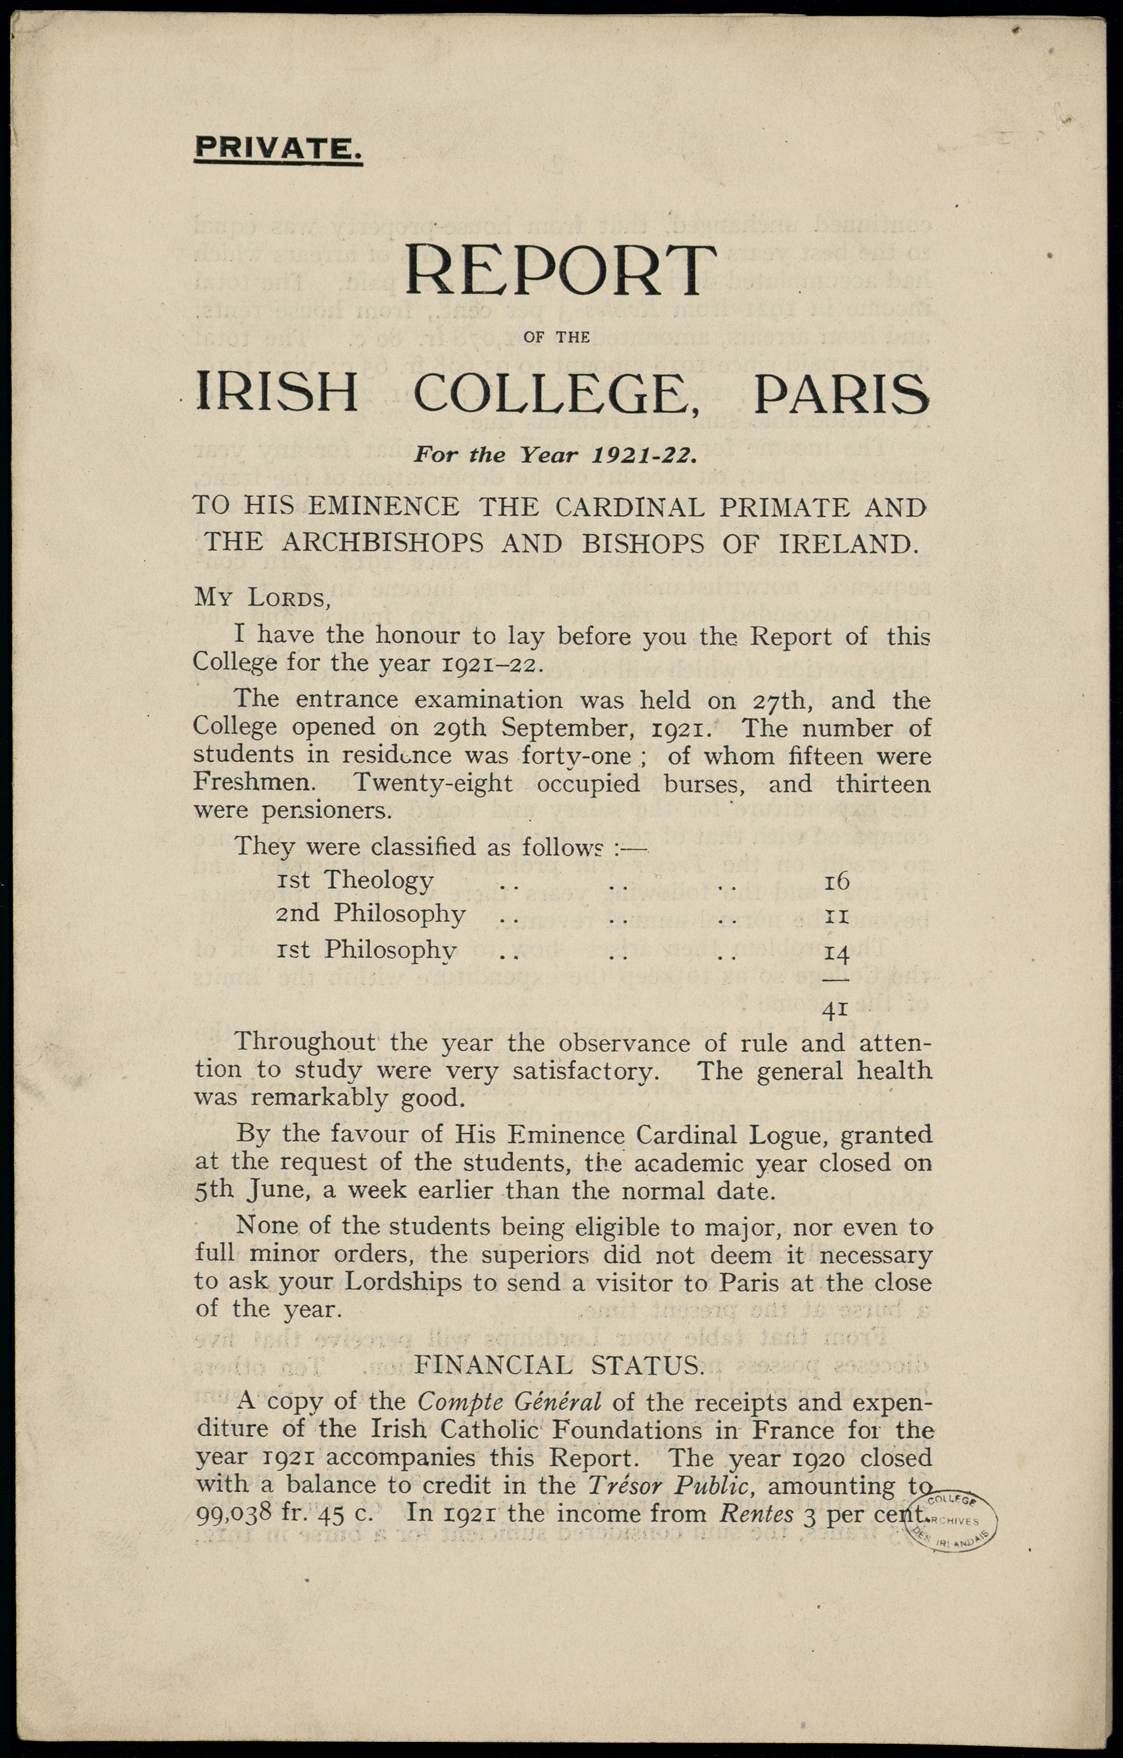 PRIVATE.
REPORT
OF THE
IRISH COLLEGE, PARIS
For the Year 1921-22.
TO HIS EMINENCE THE CARDINAL PRIMATE AND
THE ARCHBISHOPS AND BISHOPS OF IRELAND.
My Lords,
I have the honour to lay before you the Report of this
College for the year 1921–22.
The entrance examination was held on 27th, and the
College opened on 29th September, 1921. The number of
students in residence was forty-one ; of whom fifteen were
Freshmen. Twenty-eight occupied burses, and thirteen
were pensioners.
They were classified as follows :—
1st Theology .. .. .. 16
2nd Philosophy .. .. .. 11
1st Philosophy .. .. .. 14
—
41
Throughout the year the observance of rule and atten-
tion to study were very satisfactory. The general health
was remarkably good.
By the favour of His Eminence Cardinal Logue, granted
at the request of the students, the academic year closed on
5th June, a week earlier than the normal date.
None of the students being eligible to major, nor even to
full minor orders, the superiors did not deem it necessary
to ask your Lordships to send a visitor to Paris at the close
of the year.
FINANCIAL STATUS.
A copy of the Compte Général of the receipts and expen-
diture of the Irish Catholic Foundations in France for the
year 1921 accompanies this Report. The year 1920 closed
with a balance to credit in the Trésor Public, amounting to
99,038 fr. 45 c. In 1921 the income from Rentes 3 per cent.
COLLEGE
ARCHIVES
DES IRLANDAIS